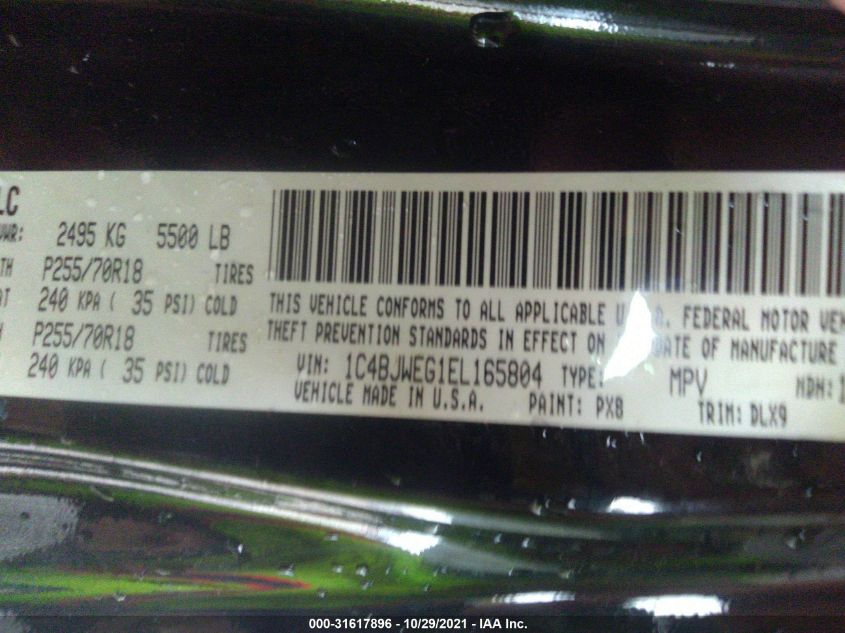 LC
2495 KG 5500 LB
P255/70R18 TIRES
240 KPA ( 35 PSI) COLD
P255/70R18 TIRES
240 KPA ( 35 PSI) COLD
THIS VEHICLE CONFORMS TO ALL APPLICABLE FEDERAL MOTOR VEH
THEFT PREVENTION STANDARDS IN EFFECT ON DATE OF MANUFACTURE
VIN: 1C4BJWEG1EL165804 TYPE: MPV MDH:
VEHICLE MADE IN U.S.A. PAINT: PX8 TRIM: DLX9
000-31617896 - 10/29/2021 - IAA Inc.